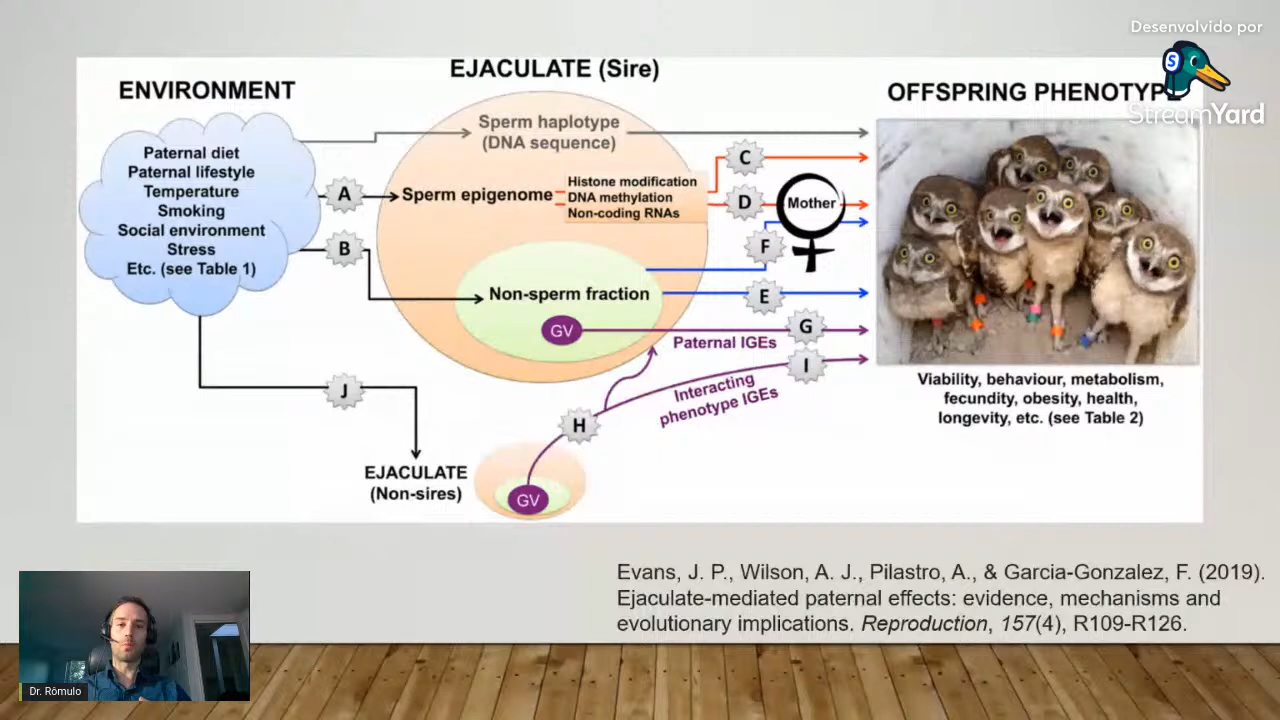 Desenvolvido por
StreamYard
ENVIRONMENT
EJACULATE (Sire)
OFFSPRING PHENOTYPE
Paternal diet
Paternal lifestyle
Temperature
Smoking
Social environment
Stress
Etc. (see Table 1)
A
B
J
Sperm haplotype
(DNA sequence)
Sperm epigenome
Histone modification
DNA methylation
Non-coding RNAs
C
D
Mother
F
Non-sperm fraction
E
GV
G
Paternal IGEs
I
Interacting
phenotype IGEs
H
EJACULATE
(Non-sires)
GV
Viability, behaviour, metabolism,
fecundity, obesity, health,
longevity, etc. (see Table 2)
Evans, J. P., Wilson, A. J., Pilastro, A., & Garcia-Gonzalez, F. (2019).
Ejaculate-mediated paternal effects: evidence, mechanisms and
evolutionary implications. Reproduction, 157(4), R109-R126.
Dr. Rômulo